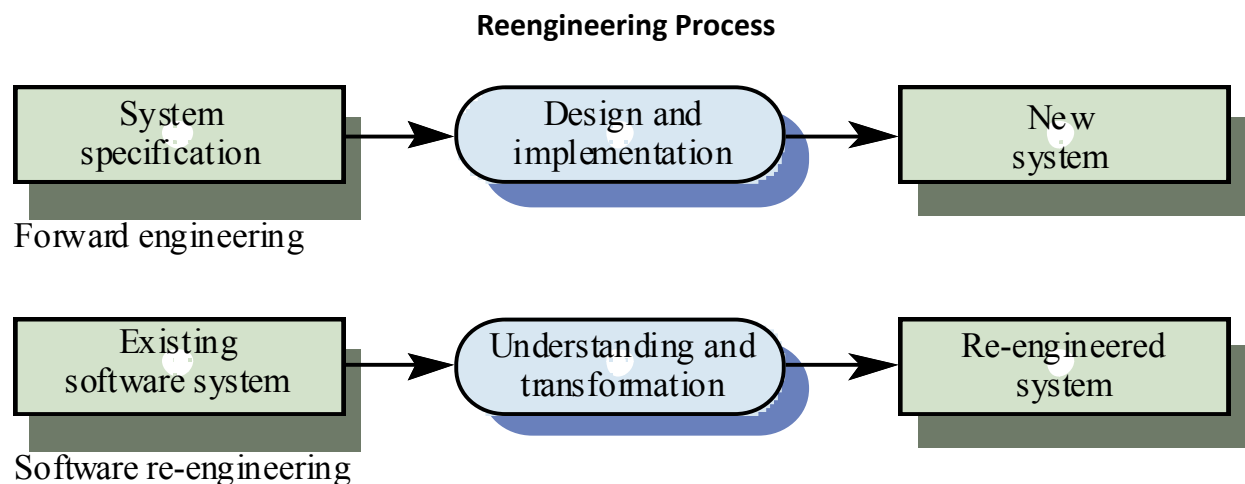 Reengineering Process
System
specification
Design and
implementation
New
system
Forward engineering
Existing
software system
Understanding and
transformation
Re-engineered
system
Software re-engineering